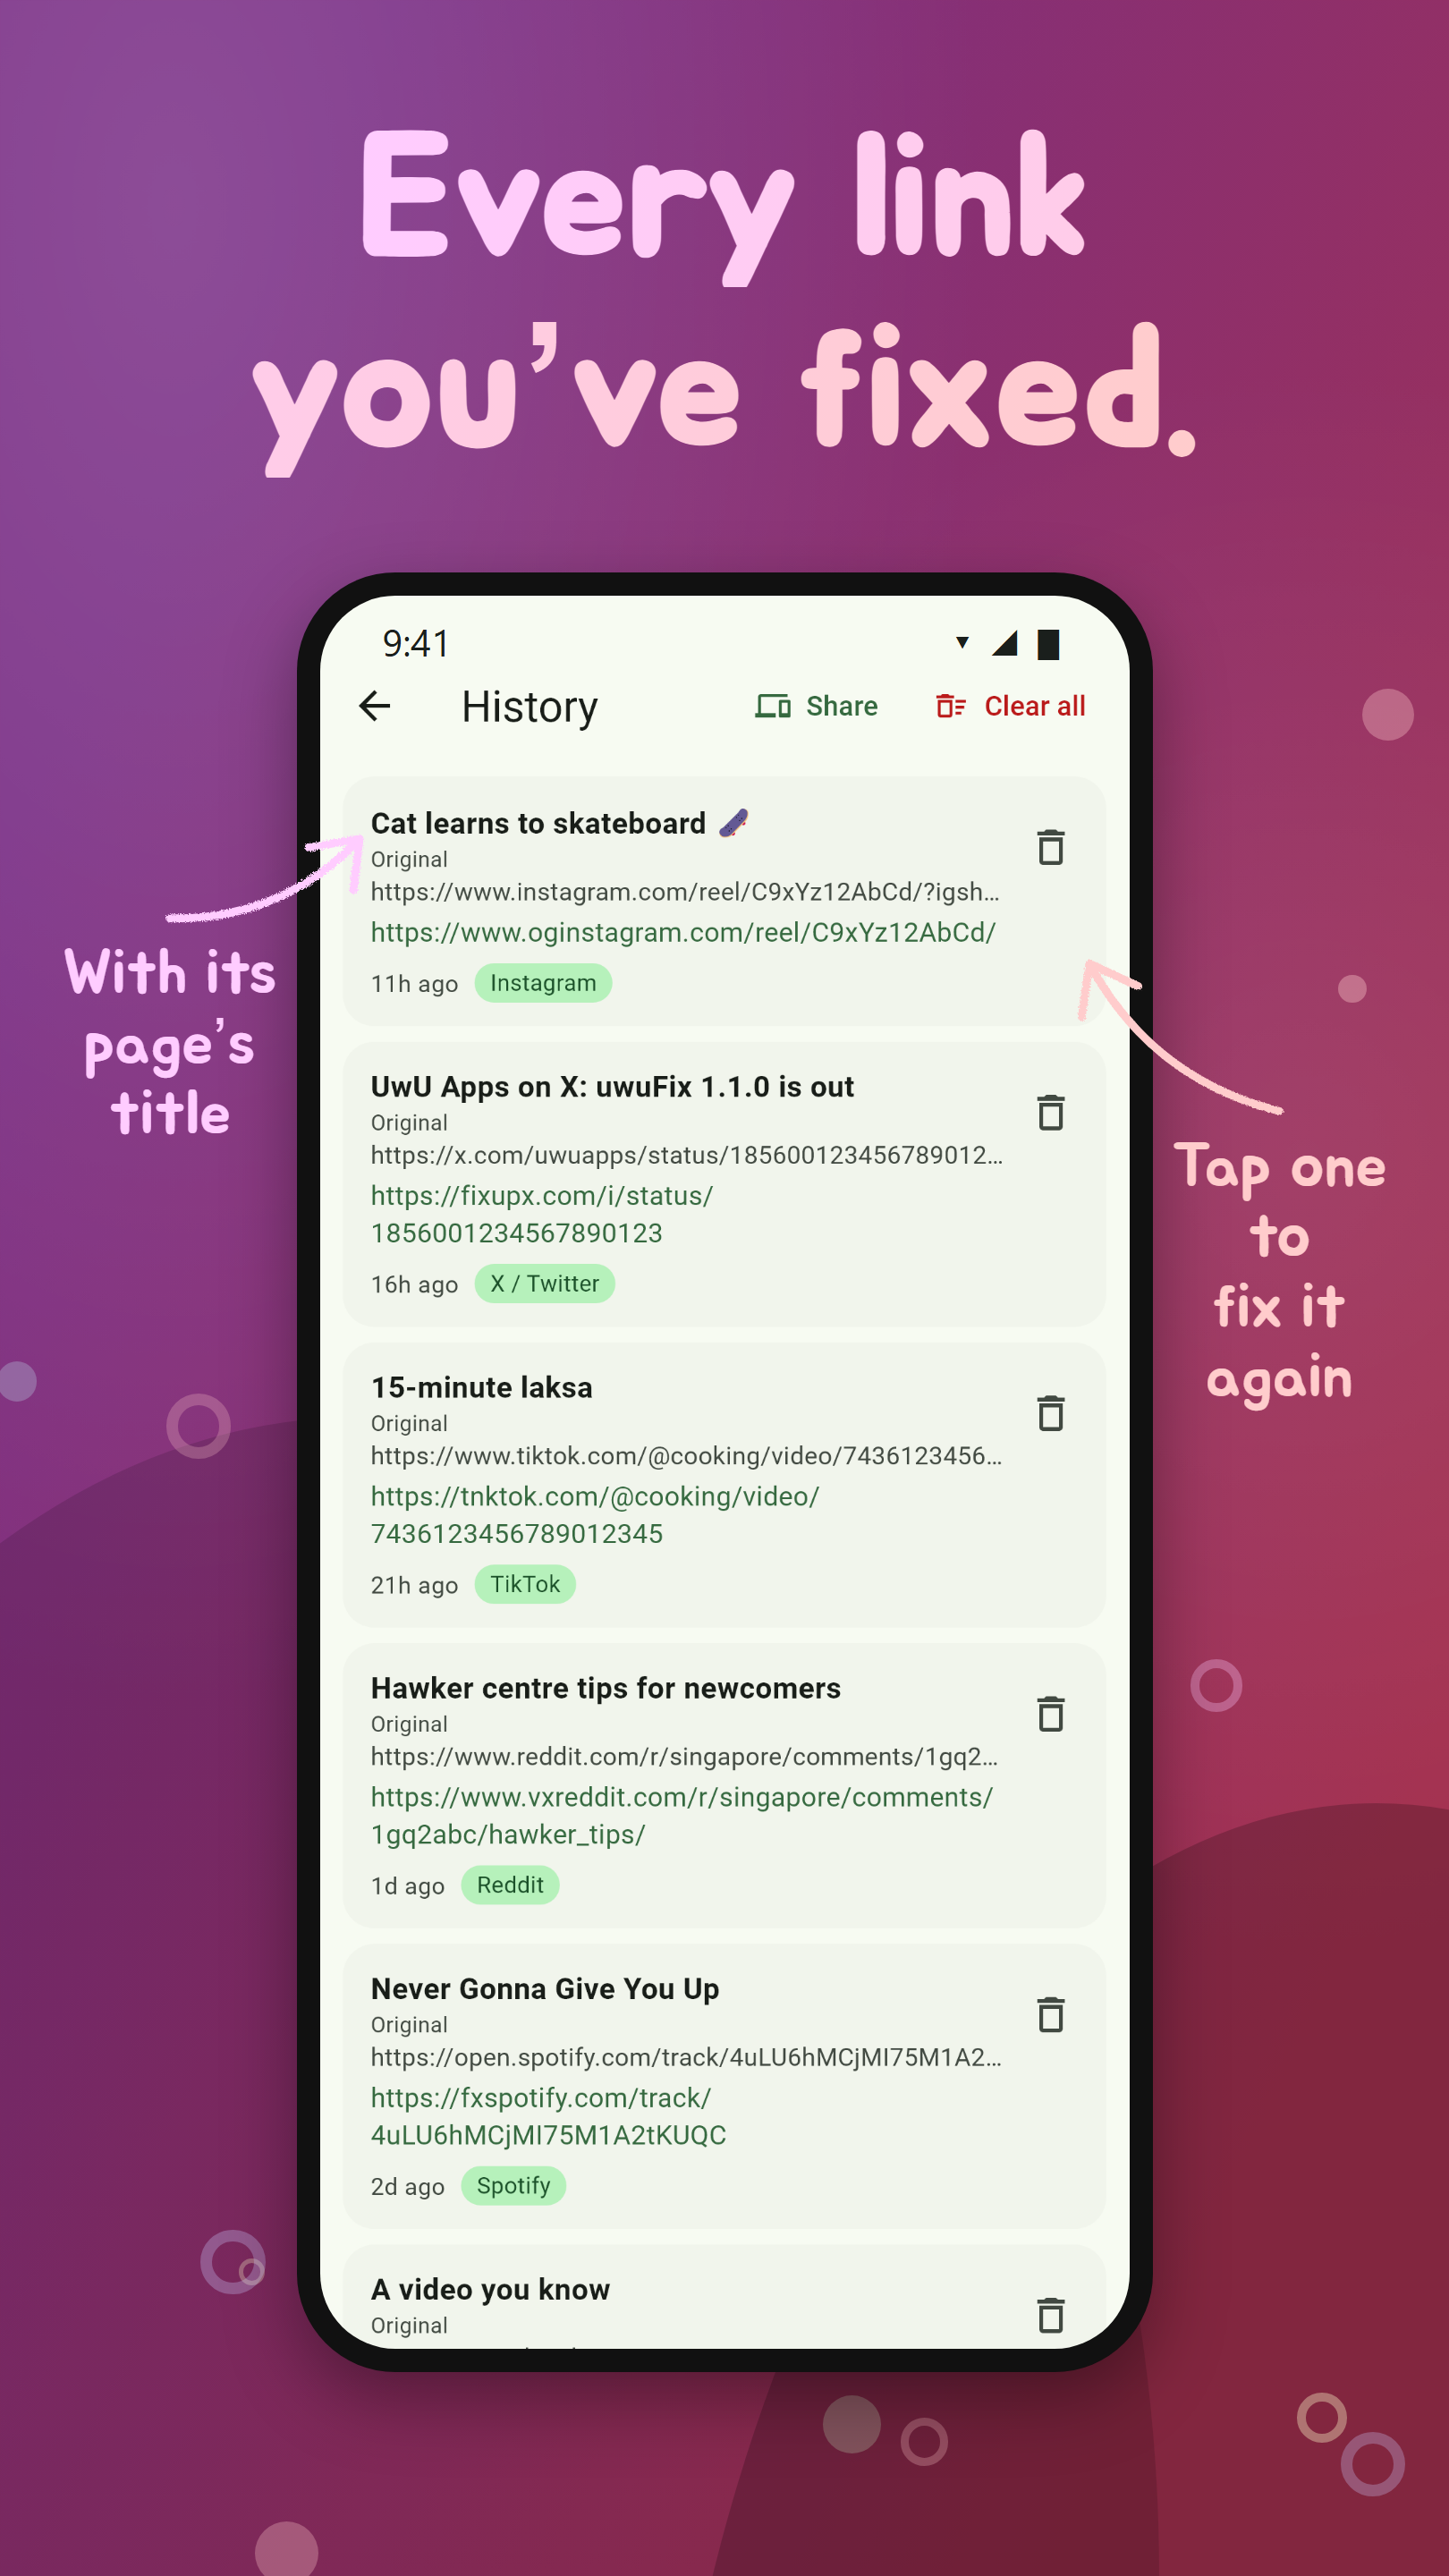 Every link
you’ve fixed.
9:41
History
Share
Clear all
Cat learns to skateboard 🛹
Original
https://www.instagram.com/reel/C9xYz12AbCd/?igsh…
https://www.oginstagram.com/reel/C9xYz12AbCd/
11h ago
Instagram
With its
page’s
title
UwU Apps on X: uwuFix 1.1.0 is out
Original
https://x.com/uwuapps/status/185600123456789012…
https://fixupx.com/i/status/
1856001234567890123
16h ago
X / Twitter
Tap one
to
fix it
again
15-minute laksa
Original
https://www.tiktok.com/@cooking/video/7436123456…
https://tnktok.com/@cooking/video/
7436123456789012345
21h ago
TikTok
Hawker centre tips for newcomers
Original
https://www.reddit.com/r/singapore/comments/1gq2…
https://www.vxreddit.com/r/singapore/comments/
1gq2abc/hawker_tips/
1d ago
Reddit
Never Gonna Give You Up
Original
https://open.spotify.com/track/4uLU6hMCjMI75M1A2…
https://fxspotify.com/track/
4uLU6hMCjMI75M1A2tKUQC
2d ago
Spotify
A video you know
Original